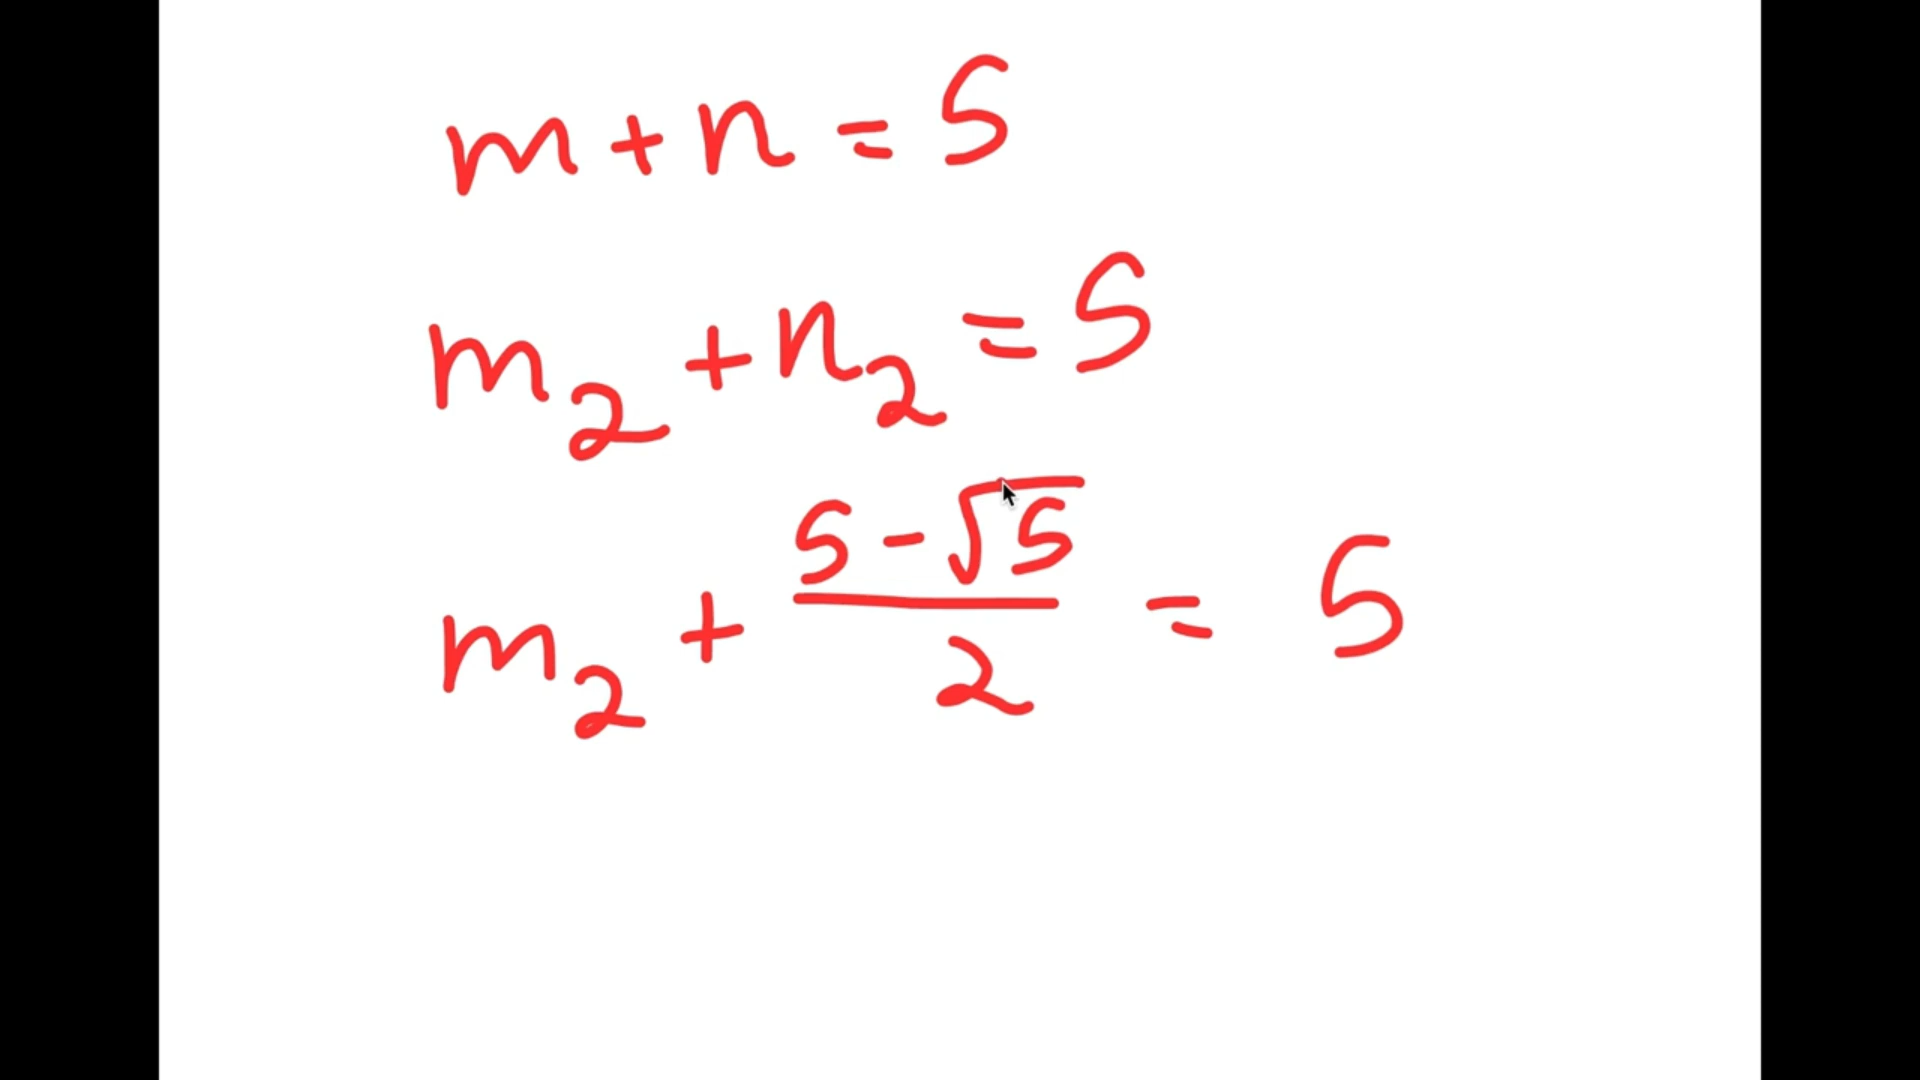 m + n = 5
m₂ + n₂ = 5
m₂ + (5 - √5)/2 = 5